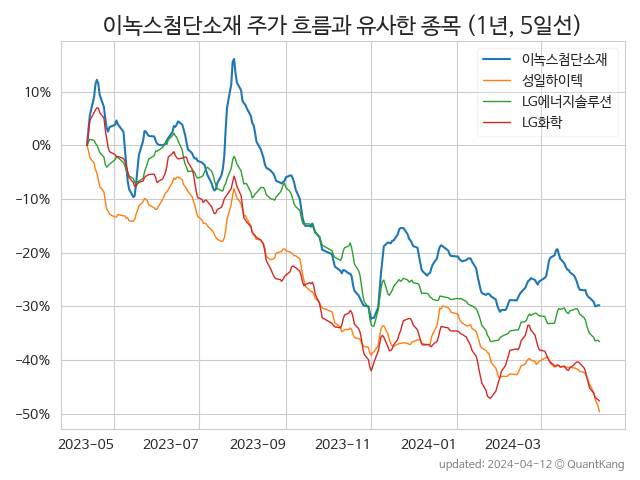 이녹스첨단소재 주가 흐름과 유사한 종목 (1년, 5일선)
이녹스첨단소재
성일하이텍
LG에너지솔루션
LG화학
10%
0%
−10%
−20%
−30%
−40%
−50%
2023−05
2023−07
2023−09
2023−11
2024−01
2024−03
updated: 2024-04-12 © QuantKang